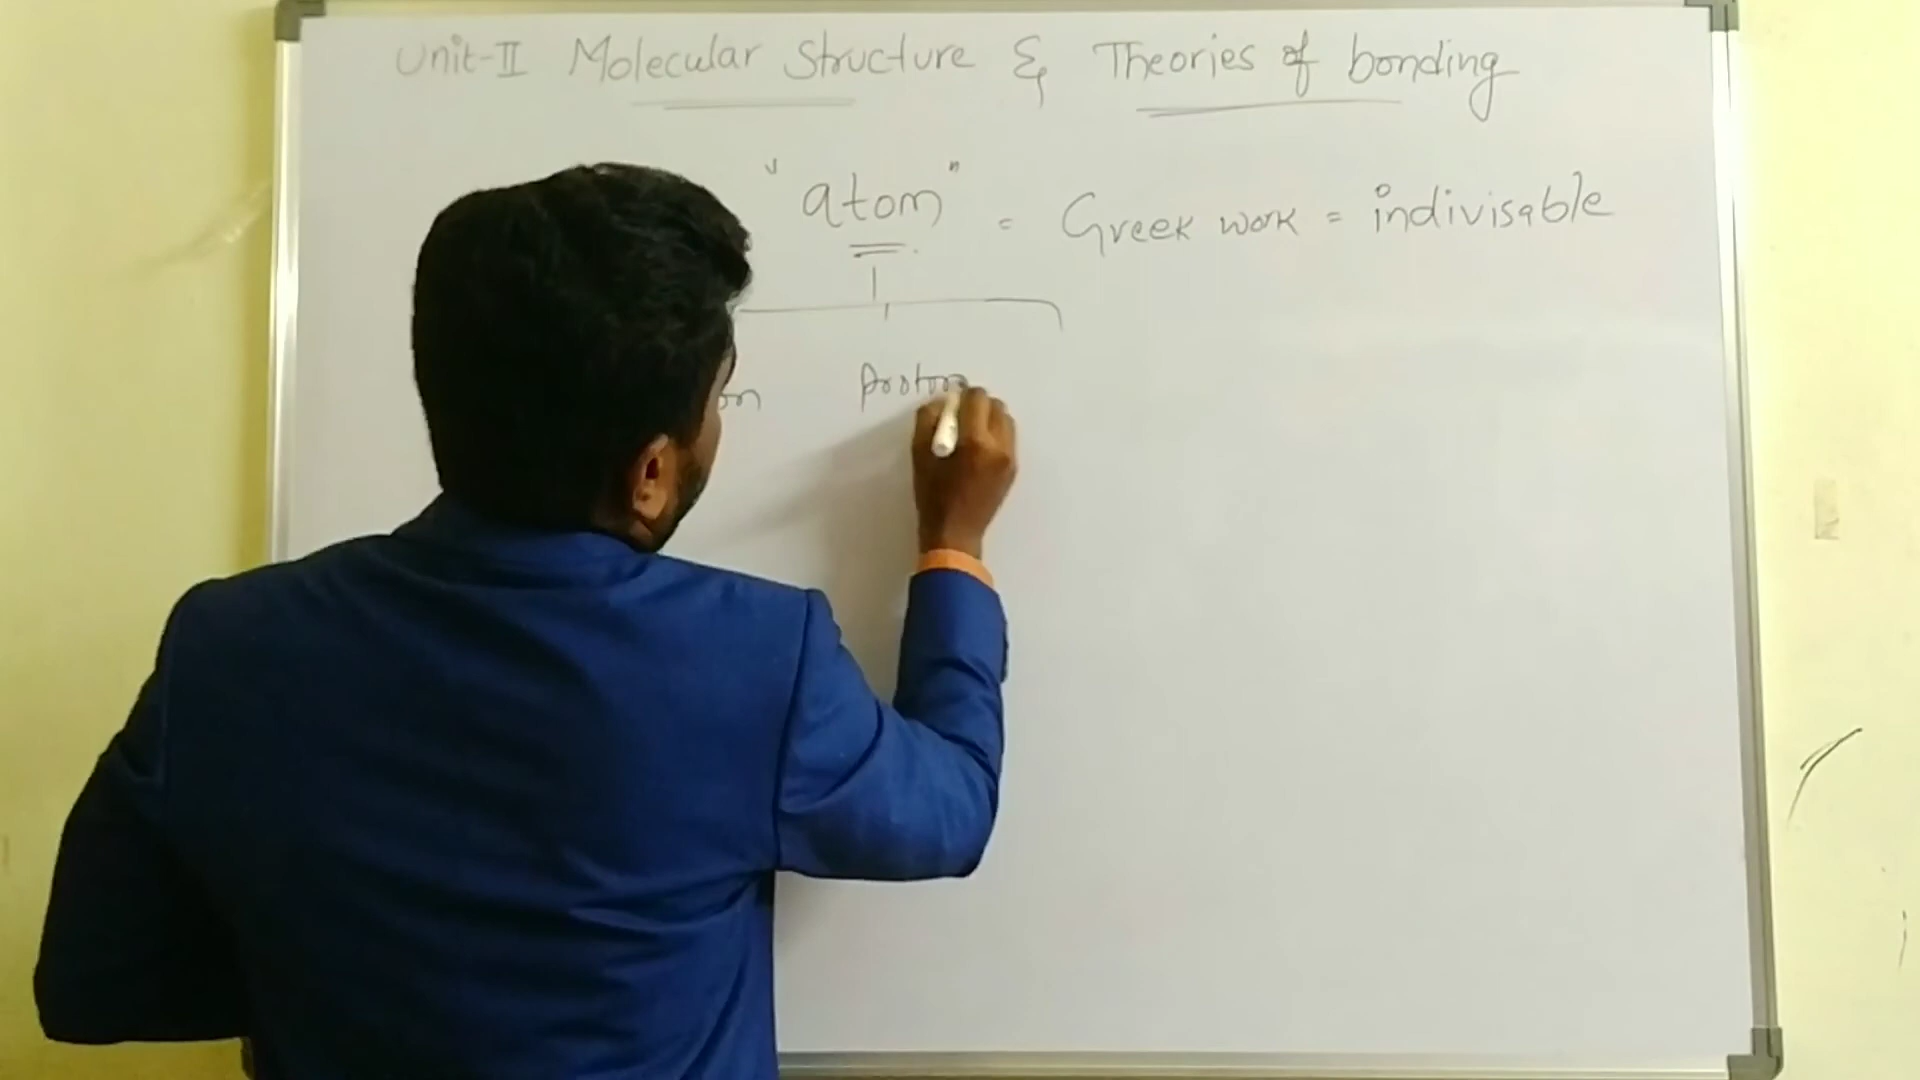 Unit-II Molecular Structure & Theories of bonding
"atom" = Greek work = indivisable
on Proton